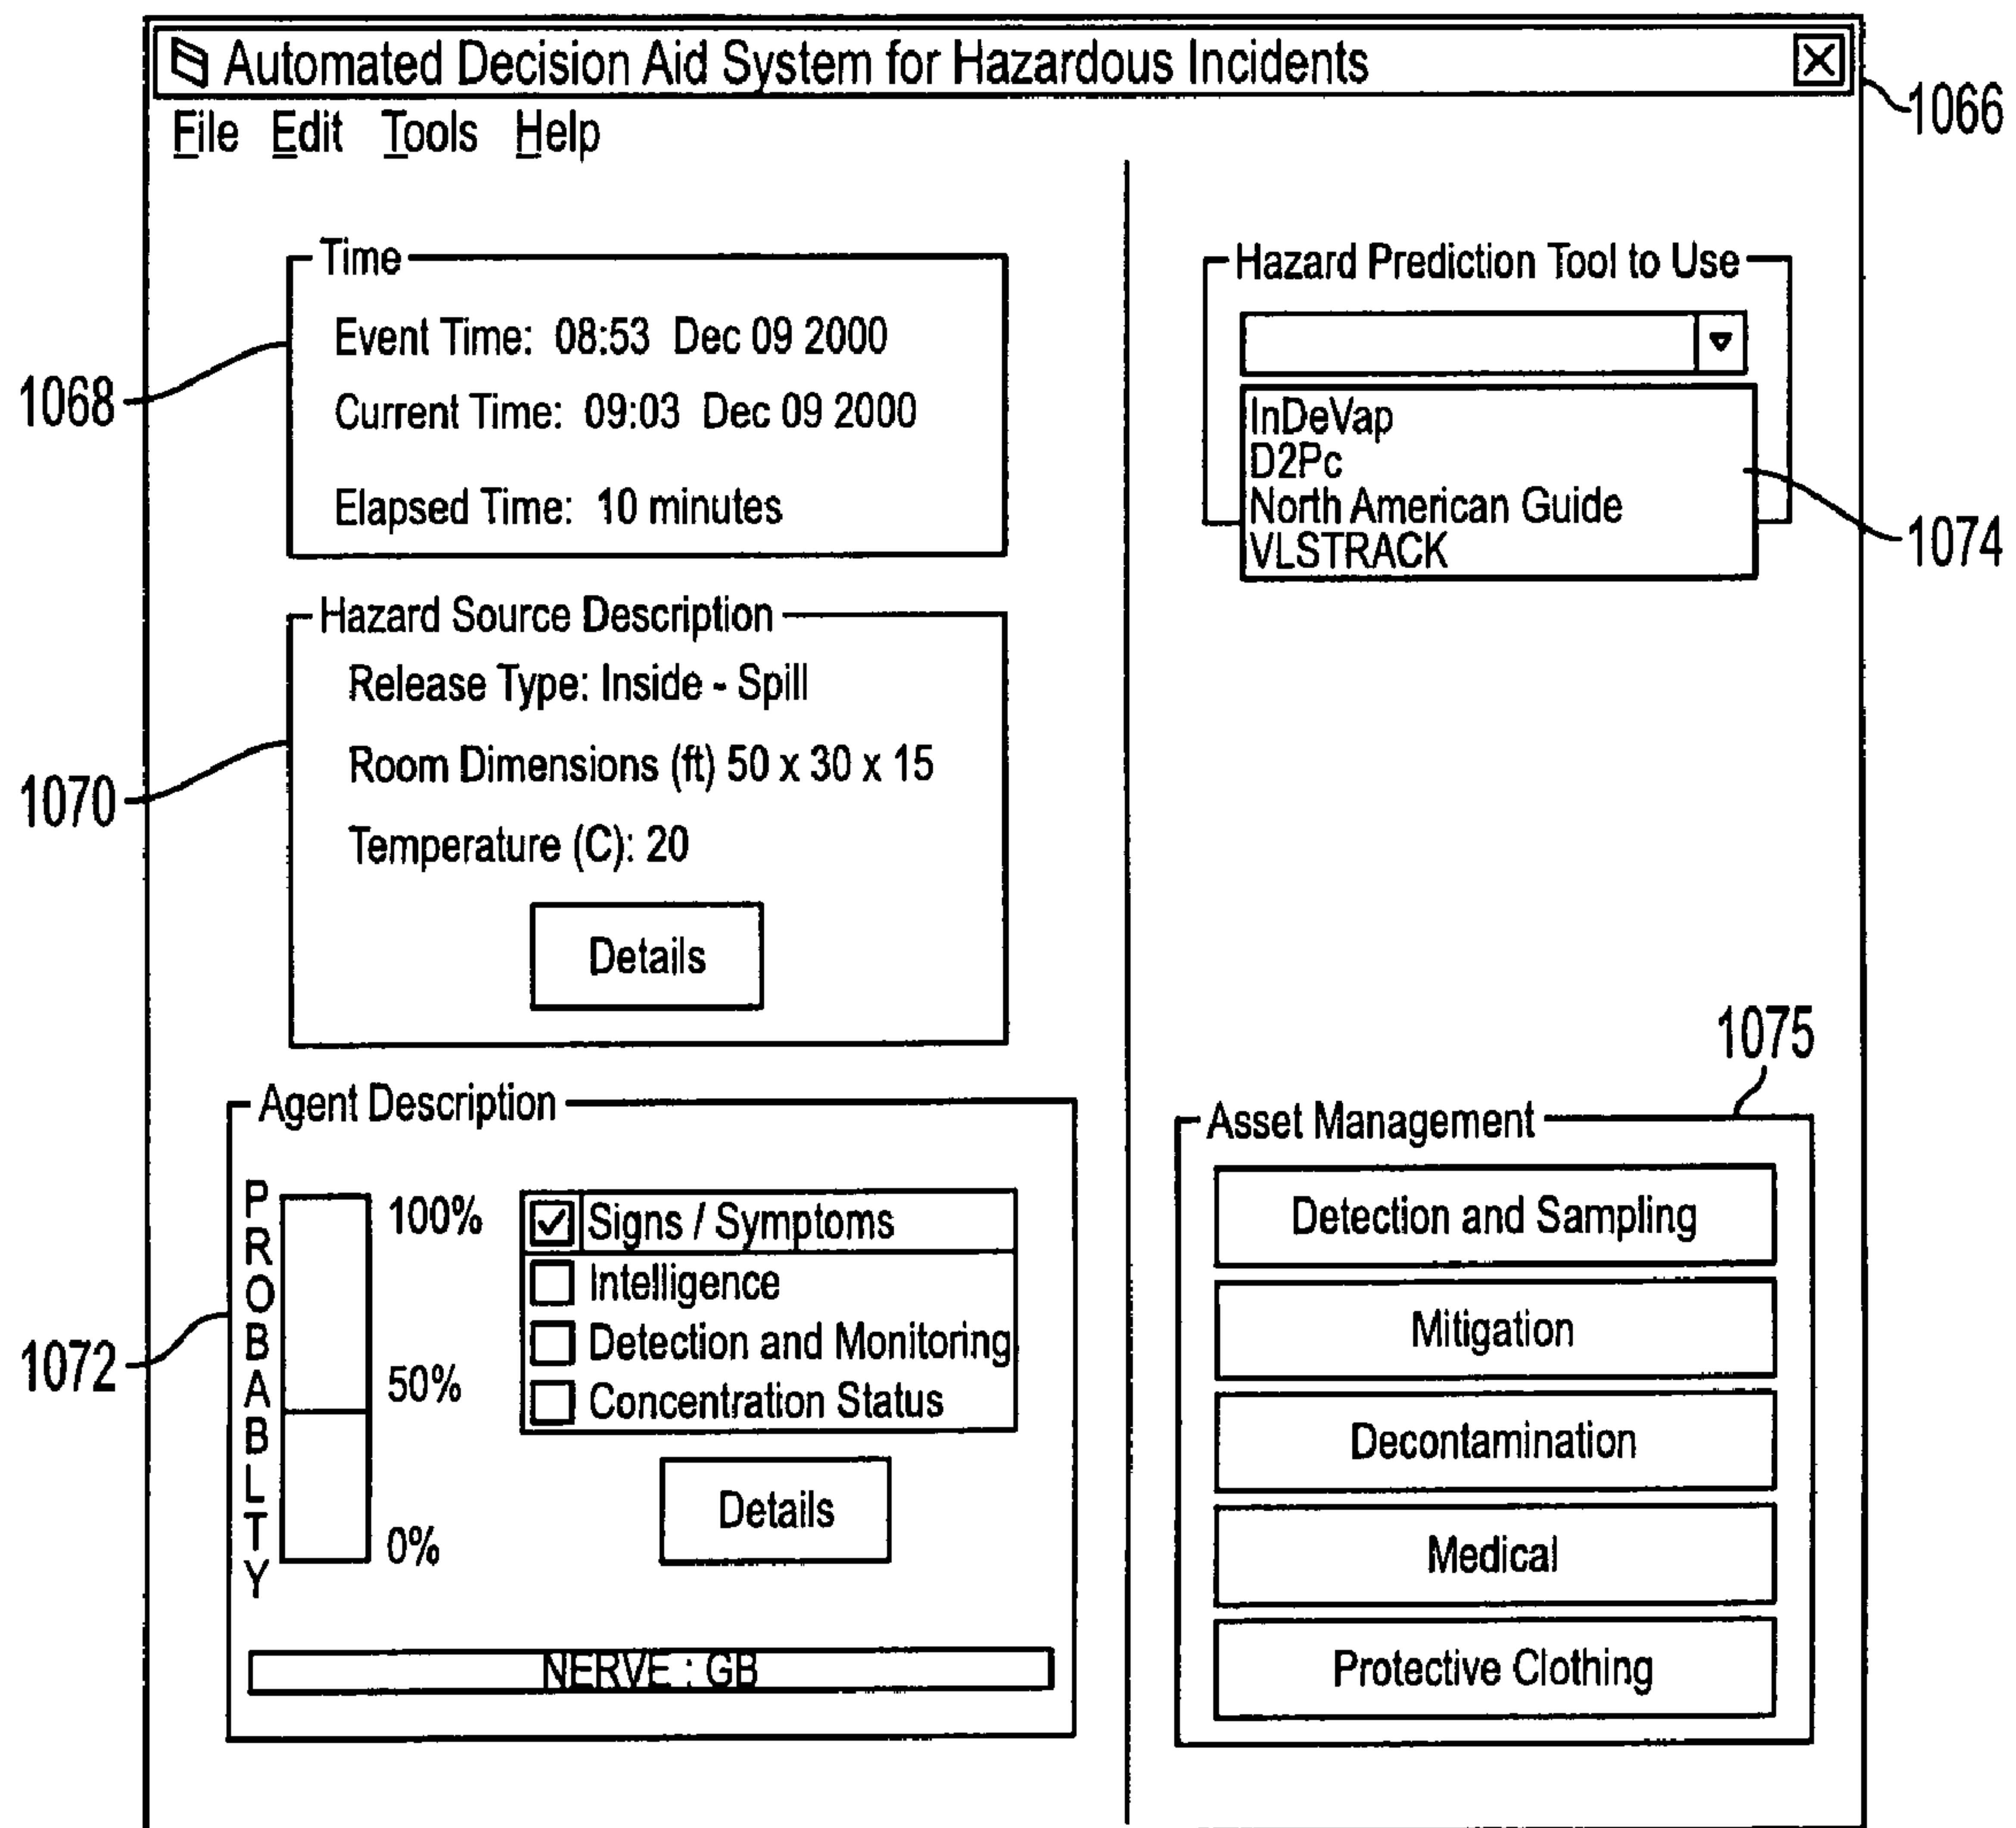 Automated Decision Aid System for Hazardous Incidents
1066
File Edit Tools Help
Time
Event Time: 08:53 Dec 09 2000
Current Time: 09:03 Dec 09 2000
Elapsed Time: 10 minutes
1068
Hazard Source Description
Release Type: Inside - Spill
Room Dimensions (ft) 50 x 30 x 15
Temperature (C): 20
Details
1070
Agent Description
PROBABLTY
100%
50%
0%
Signs / Symptoms
Intelligence
Detection and Monitoring
Concentration Status
Details
NERVE : GB
1072
Hazard Prediction Tool to Use
InDeVap
D2Pc
North American Guide
VLSTRACK
1074
1075
Asset Management
Detection and Sampling
Mitigation
Decontamination
Medical
Protective Clothing